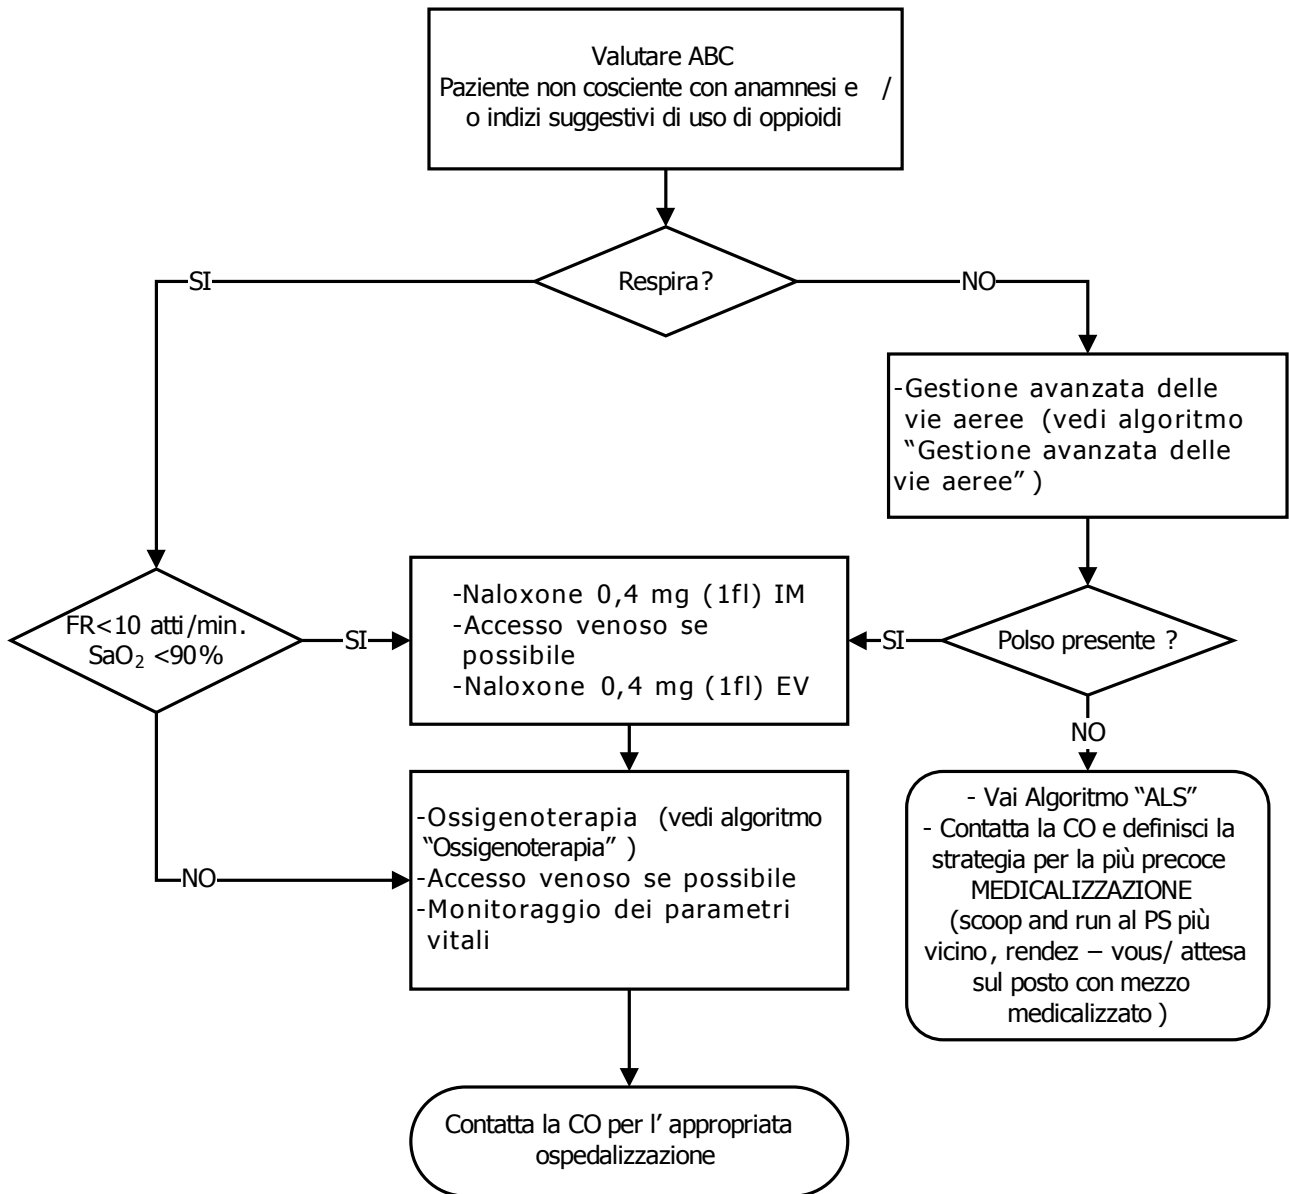 Valutare ABC
Paziente non cosciente con anamnesi e /
o indizi suggestivi di uso di oppioidi
Respira?
SI
NO
-Gestione avanzata delle
vie aeree (vedi algoritmo
“Gestione avanzata delle
vie aeree” )
FR<10 atti/min.
SaO₂ <90%
SI
-Naloxone 0,4 mg (1fl) IM
-Accesso venoso se
possibile
-Naloxone 0,4 mg (1fl) EV
SI
Polso presente ?
NO
NO
-Ossigenoterapia (vedi algoritmo
“Ossigenoterapia” )
-Accesso venoso se possibile
-Monitoraggio dei parametri
vitali
- Vai Algoritmo “ALS”
- Contatta la CO e definisci la
strategia per la più precoce
MEDICALIZZAZIONE
(scoop and run al PS più
vicino, rendez – vous/ attesa
sul posto con mezzo
medicalizzato )
Contatta la CO per l’ appropriata
ospedalizzazione